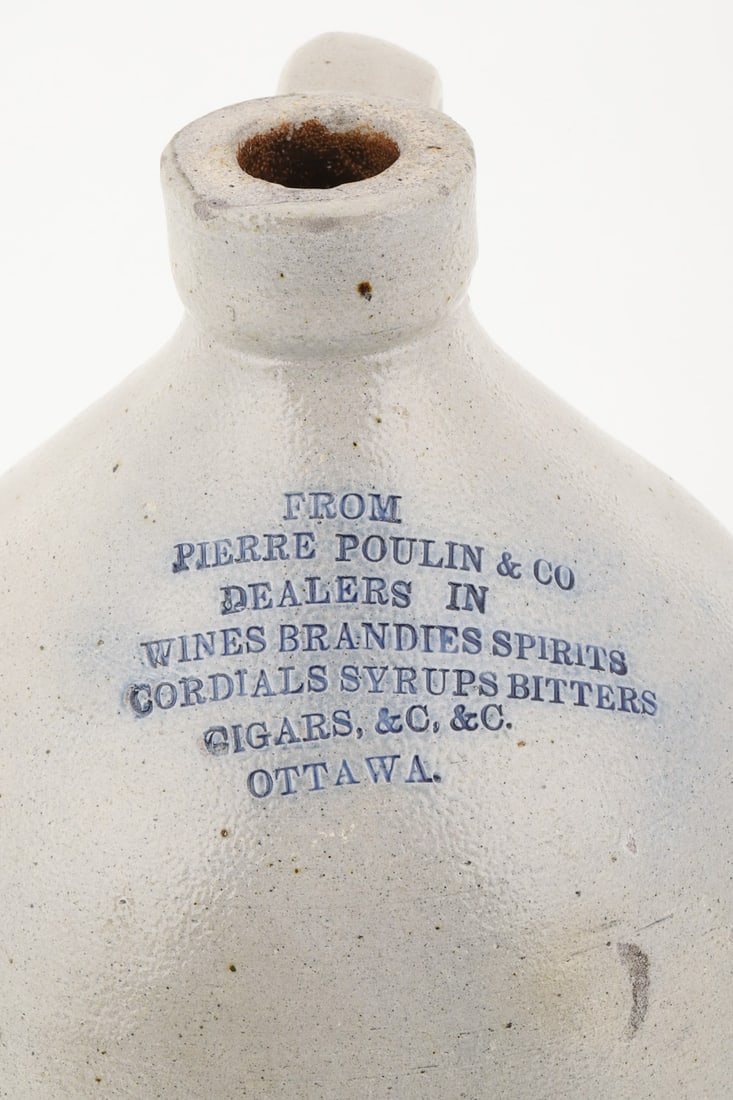 FROM
PIERRE POULIN & CO
DEALERS IN
WINES BRANDIES SPIRITS
CORDIALS SYRUPS BITTERS
CIGARS, &C, &C.
OTTAWA.